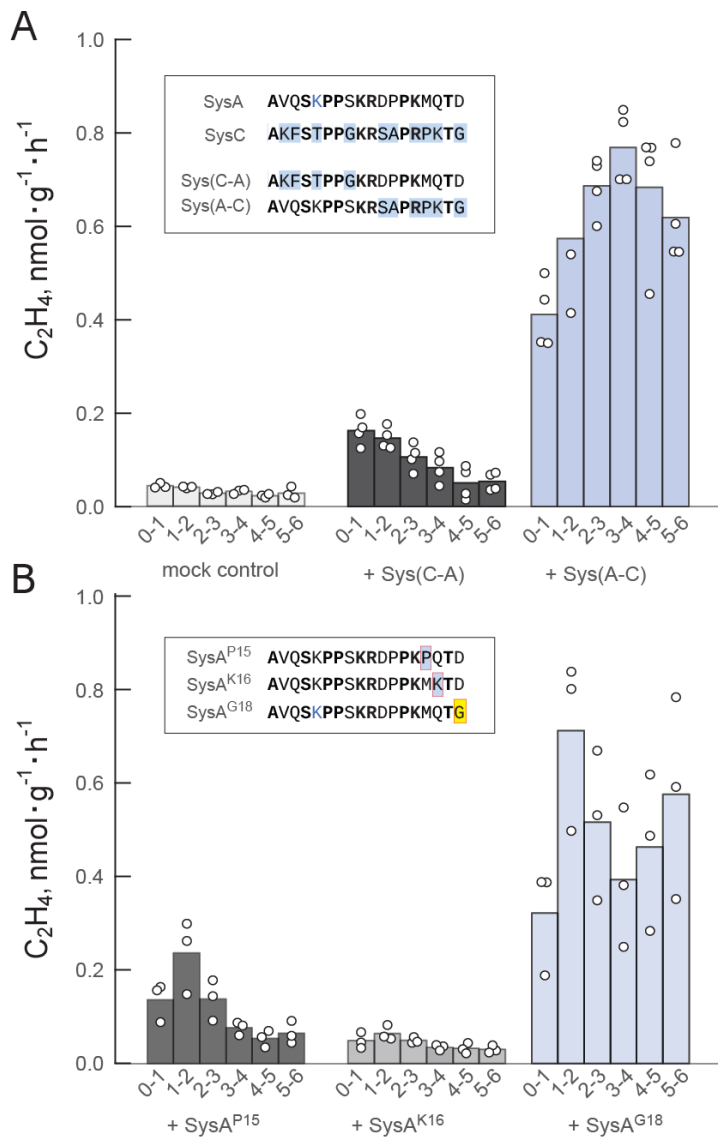 A
1.0
0.8
0.6
0.4
0.2
0.0
C₂H₄, nmol·g⁻¹·h⁻¹
SysA AVQSKPPSKRDPPKMQTD
SysC AKFSTPPGKRSAPRPKTG
Sys(C-A) AKFSTPPGKRDPPKMQTD
Sys(A-C) AVQSKPPSKRSAPRPKTG
0-1 1-2 2-3 3-4 4-5 5-6 0-1 1-2 2-3 3-4 4-5 5-6 0-1 1-2 2-3 3-4 4-5 5-6
mock control + Sys(C-A) + Sys(A-C)
B
1.0
0.8
0.6
0.4
0.2
0.0
C₂H₄, nmol·g⁻¹·h⁻¹
SysAᴾ¹⁵ AVQSKPPSKRDPPKPQTD
SysAᴷ¹⁶ AVQSKPPSKRDPPKMKTD
SysAᴳ¹⁸ AVQSKPPSKRDPPKMQTG
0-1 1-2 2-3 3-4 4-5 5-6 0-1 1-2 2-3 3-4 4-5 5-6 0-1 1-2 2-3 3-4 4-5 5-6
+ SysAᴾ¹⁵ + SysAᴷ¹⁶ + SysAᴳ¹⁸